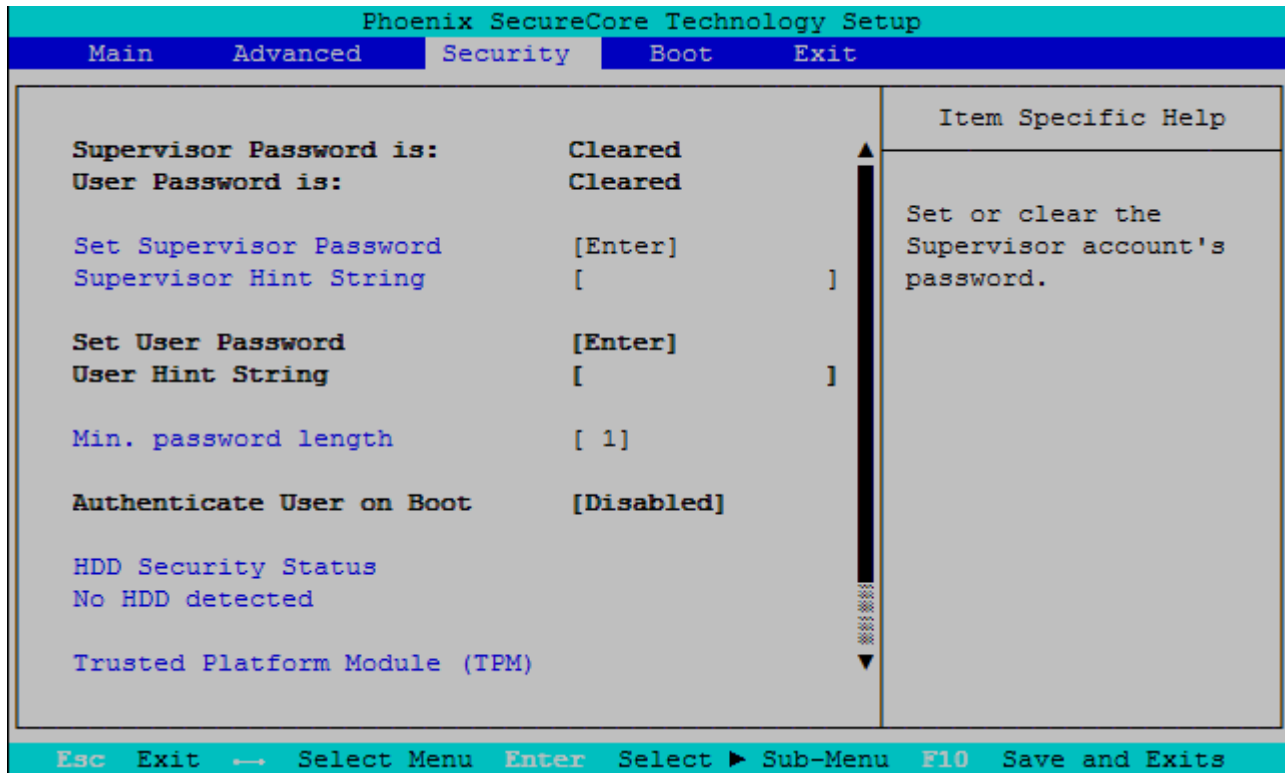 Phoenix SecureCore Technology Setup
Main Advanced Security Boot Exit
Item Specific Help
Supervisor Password is: Cleared
User Password is: Cleared
Set Supervisor Password [Enter]
Supervisor Hint String [ ]
Set User Password [Enter]
User Hint String [ ]
Min. password length [ 1]
Authenticate User on Boot [Disabled]
HDD Security Status
No HDD detected
Trusted Platform Module (TPM)
Set or clear the
Supervisor account's
password.
Esc Exit ←→ Select Menu Enter Select ▶ Sub-Menu F10 Save and Exits